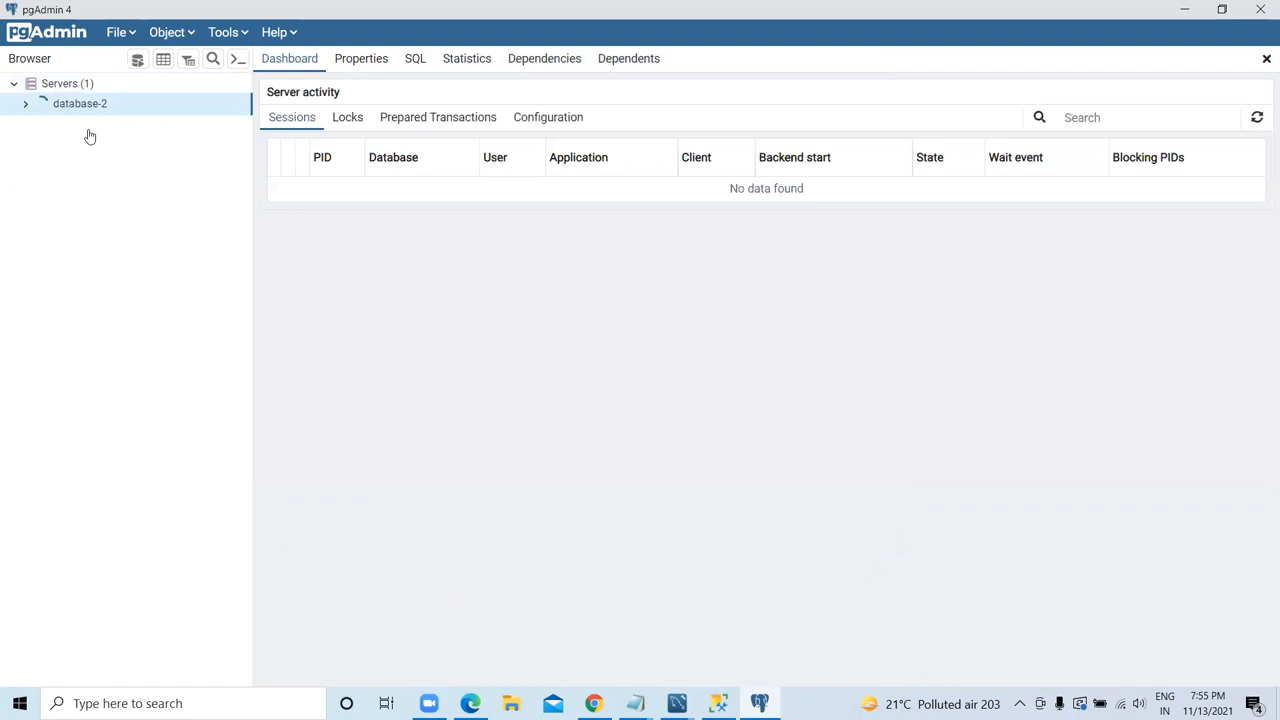 pgAdmin 4
pgAdmin File Object Tools Help
Browser Dashboard Properties SQL Statistics Dependencies Dependents
Servers (1)
database-2
Server activity
Sessions Locks Prepared Transactions Configuration Search
PID Database User Application Client Backend start State Wait event Blocking PIDs
No data found
Type here to search
21°C Polluted air 203
ENG
IN
7:55 PM
11/13/2021
4